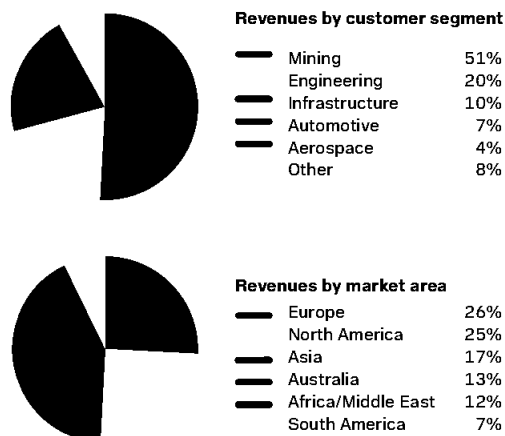 Revenues by customer segment
Mining 51%
Engineering 20%
Infrastructure 10%
Automotive 7%
Aerospace 4%
Other 8%
Revenues by market area
Europe 26%
North America 25%
Asia 17%
Australia 13%
Africa/Middle East 12%
South America 7%